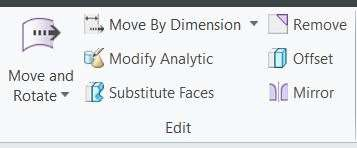 Move and
Rotate
Move By Dimension
Modify Analytic
Substitute Faces
Remove
Offset
Mirror
Edit